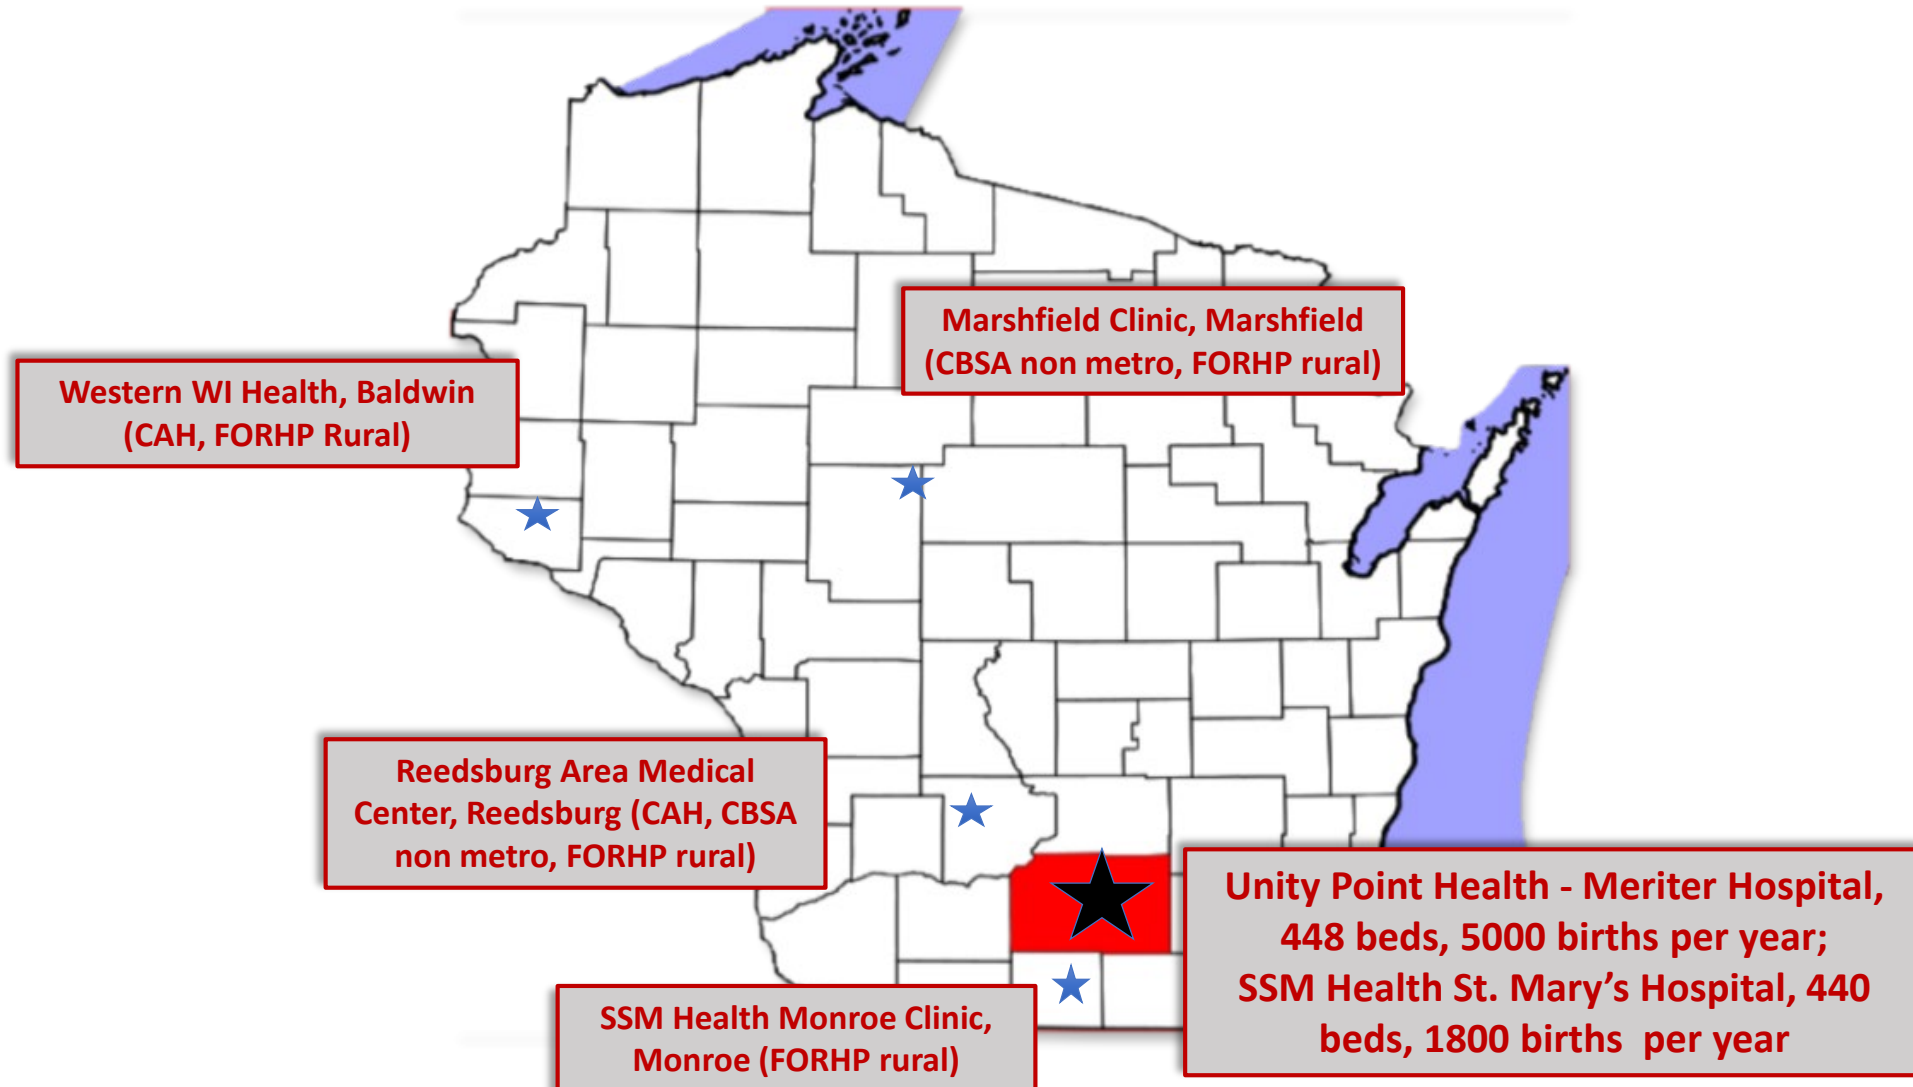 Marshfield Clinic, Marshfield
(CBSA non metro, FORHP rural)
Western WI Health, Baldwin
(CAH, FORHP Rural)
Reedsburg Area Medical
Center, Reedsburg (CAH, CBSA
non metro, FORHP rural)
Unity Point Health - Meriter Hospital,
448 beds, 5000 births per year;
SSM Health St. Mary’s Hospital, 440
beds, 1800 births  per year
SSM Health Monroe Clinic,
Monroe (FORHP rural)